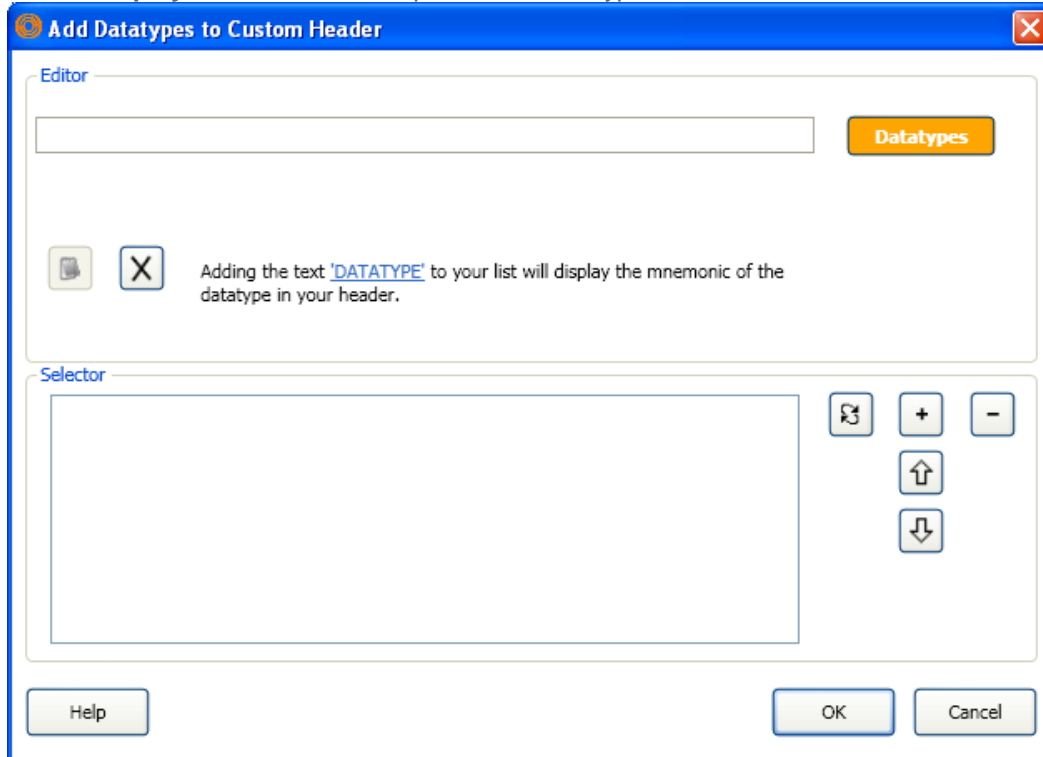 Add Datatypes to Custom Header
Editor
Datatypes
X
Adding the text 'DATATYPE' to your list will display the mnemonic of the
datatype in your header.
Selector
+ -
Help
OK
Cancel